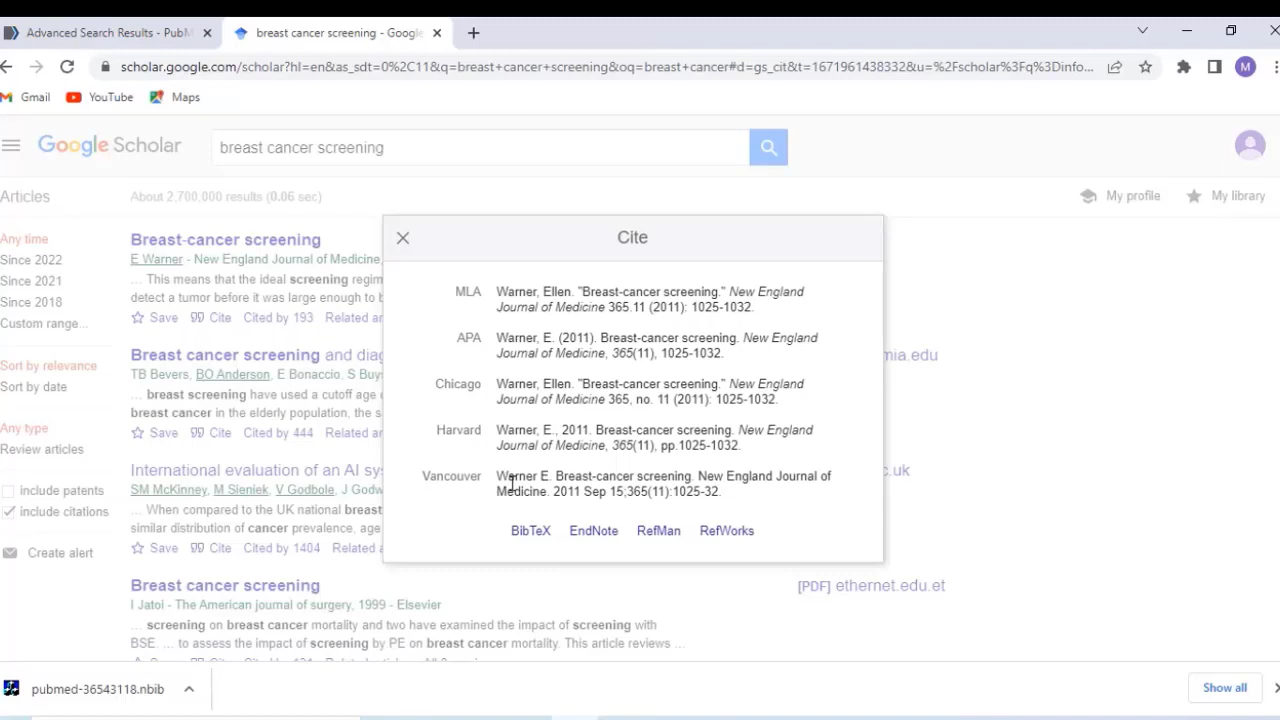 Advanced Search Results - PubM
breast cancer screening - Google
scholar.google.com/scholar?hl=en&as_sdt=0%2C11&q=breast+cancer+screening&oq=breast+cancer#d=gs_cit&t=1671961438332&u=%2Fscholar%3Fq%3Dinfo...
M
Gmail
YouTube
Maps
Google Scholar
breast cancer screening
Articles
About 2,700,000 results (0.06 sec)
My profile
My library
Any time
Since 2022
Since 2021
Since 2018
Custom range...
Sort by relevance
Sort by date
Any type
Review articles
include patents
include citations
Create alert
Breast-cancer screening
E Warner - New England Journal of Medicine,
... This means that the ideal screening regim
detect a tumor before it was large enough to b
Save Cite Cited by 193 Related ar
Breast cancer screening and diag
TB Bevers, BO Anderson, E Bonaccio, S Buy
... breast screening have used a cutoff age o
breast cancer in the elderly population, the s
Save Cite Cited by 444 Related ar
mia.edu
International evaluation of an AI sy
SM McKinney, M Sieniek, V Godbole, J Godw
... When compared to the UK national breast
similar distribution of cancer prevalence, age
Save Cite Cited by 1404 Related
c.uk
Breast cancer screening
I Jatoi - The American journal of surgery, 1999 - Elsevier
... screening on breast cancer mortality and two have examined the impact of screening with
BSE. ... to assess the impact of screening by PE on breast cancer mortality. This article reviews ...
[PDF] ethernet.edu.et
Cite
MLA
Warner, Ellen. "Breast-cancer screening." New England
Journal of Medicine 365.11 (2011): 1025-1032.
APA
Warner, E. (2011). Breast-cancer screening. New England
Journal of Medicine, 365(11), 1025-1032.
Chicago
Warner, Ellen. "Breast-cancer screening." New England
Journal of Medicine 365, no. 11 (2011): 1025-1032.
Harvard
Warner, E., 2011. Breast-cancer screening. New England
Journal of Medicine, 365(11), pp.1025-1032.
Vancouver
Warner E. Breast-cancer screening. New England Journal of
Medicine. 2011 Sep 15;365(11):1025-32.
BibTeX EndNote RefMan RefWorks
pubmed-36543118.nbib
Show all